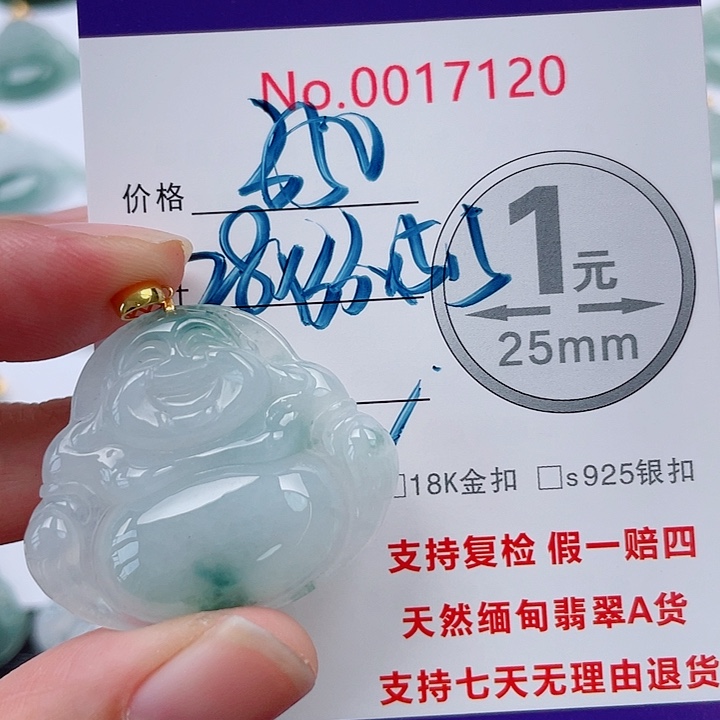 No.0017120
价格
1元
25mm
18K金扣 □s925银扣
支持复检 假一赔四
天然缅甸翡翠A货
支持七天无理由退货